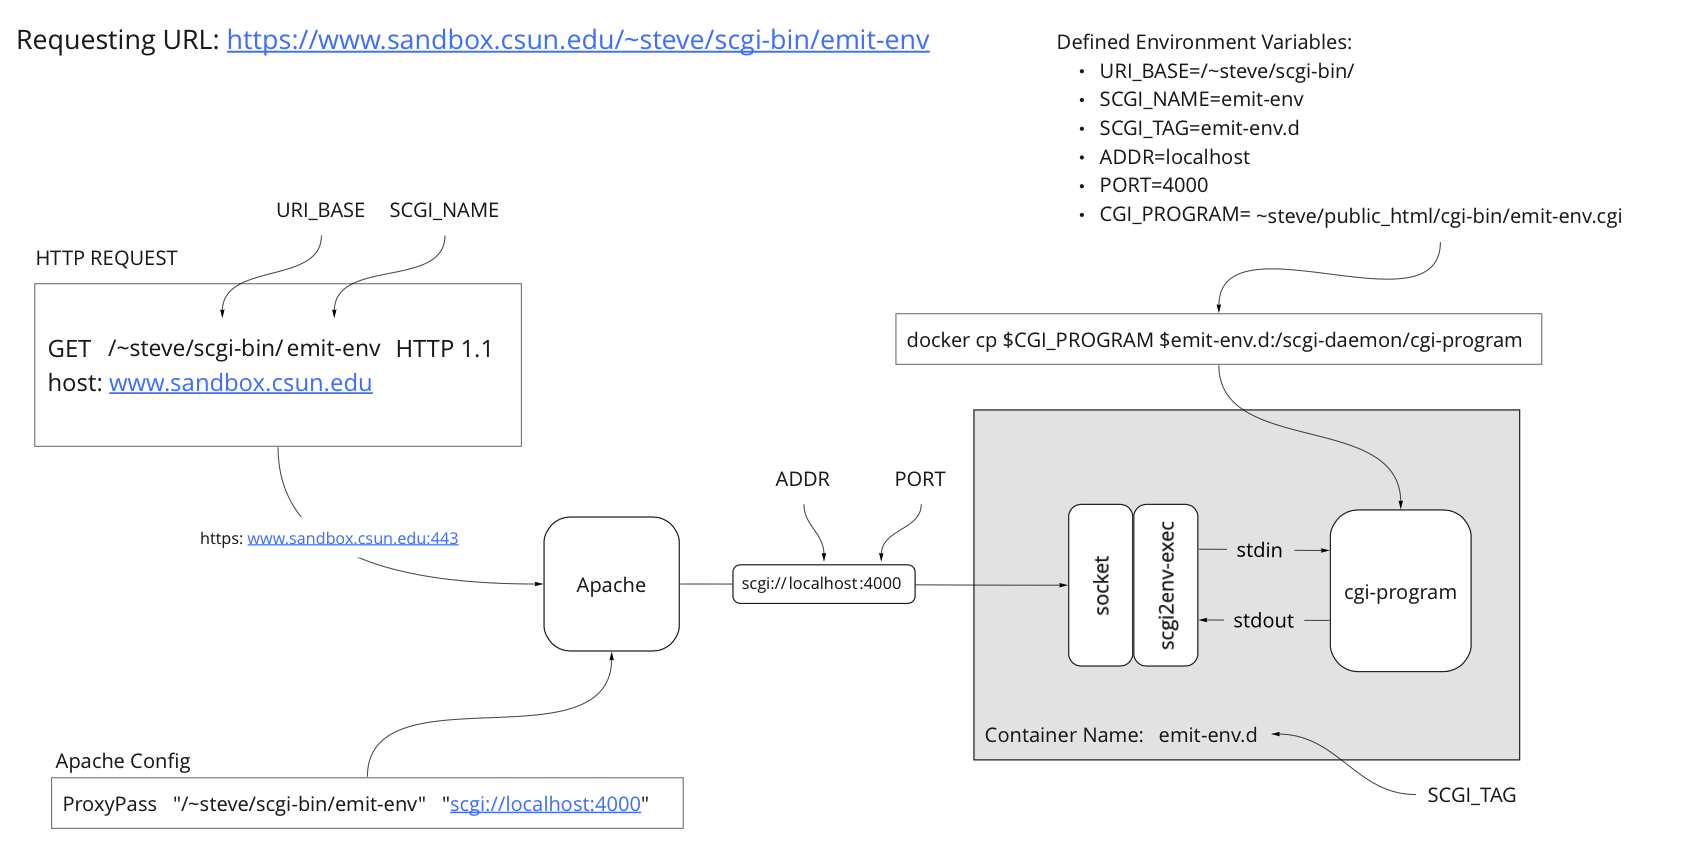 Requesting URL: https://www.sandbox.csun.edu/~steve/scgi-bin/emit-env
Defined Environment Variables:
• URI_BASE=/~steve/scgi-bin/
• SCGI_NAME=emit-env
• SCGI_TAG=emit-env.d
• ADDR=localhost
• PORT=4000
• CGI_PROGRAM= ~steve/public_html/cgi-bin/emit-env.cgi
URI_BASE SCGI_NAME
HTTP REQUEST
GET /~steve/scgi-bin/ emit-env HTTP 1.1
host: www.sandbox.csun.edu
docker cp $CGI_PROGRAM $emit-env.d:/scgi-daemon/cgi-program
https: www.sandbox.csun.edu:443
Apache
ADDR PORT
scgi:// localhost :4000
socket
scgi2env-exec
stdin
stdout
cgi-program
Container Name: emit-env.d
SCGI_TAG
Apache Config
ProxyPass "/~steve/scgi-bin/emit-env" "scgi://localhost:4000"